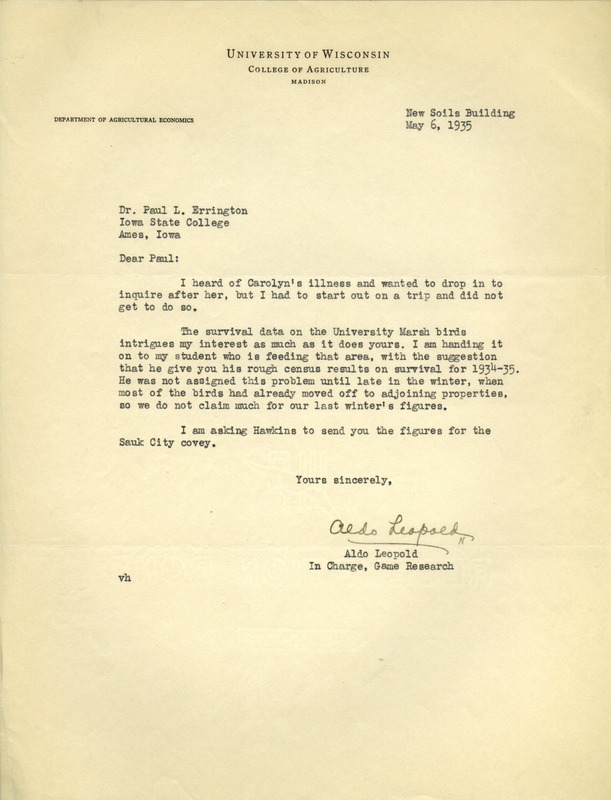 UNIVERSITY OF WISCONSIN
COLLEGE OF AGRICULTURE
MADISON
DEPARTMENT OF AGRICULTURAL ECONOMICS
New Soils Building
May 6, 1935
Dr. Paul L. Errington
Iowa State College
Ames, Iowa
Dear Paul:
I heard of Carolyn's illness and wanted to drop in to
inquire after her, but I had to start out on a trip and did not
get to do so.
The survival data on the University Marsh birds
intrigues my interest as much as it does yours. I am handing it
on to my student who is feeding that area, with the suggestion
that he give you his rough census results on survival for 1934-35.
He was not assigned this problem until late in the winter, when
most of the birds had already moved off to adjoining properties,
so we do not claim much for our last winter's figures.
I am asking Hawkins to send you the figures for the
Sauk City covey.
Yours sincerely,
Aldo Leopold
Aldo Leopold
In Charge, Game Research
vh